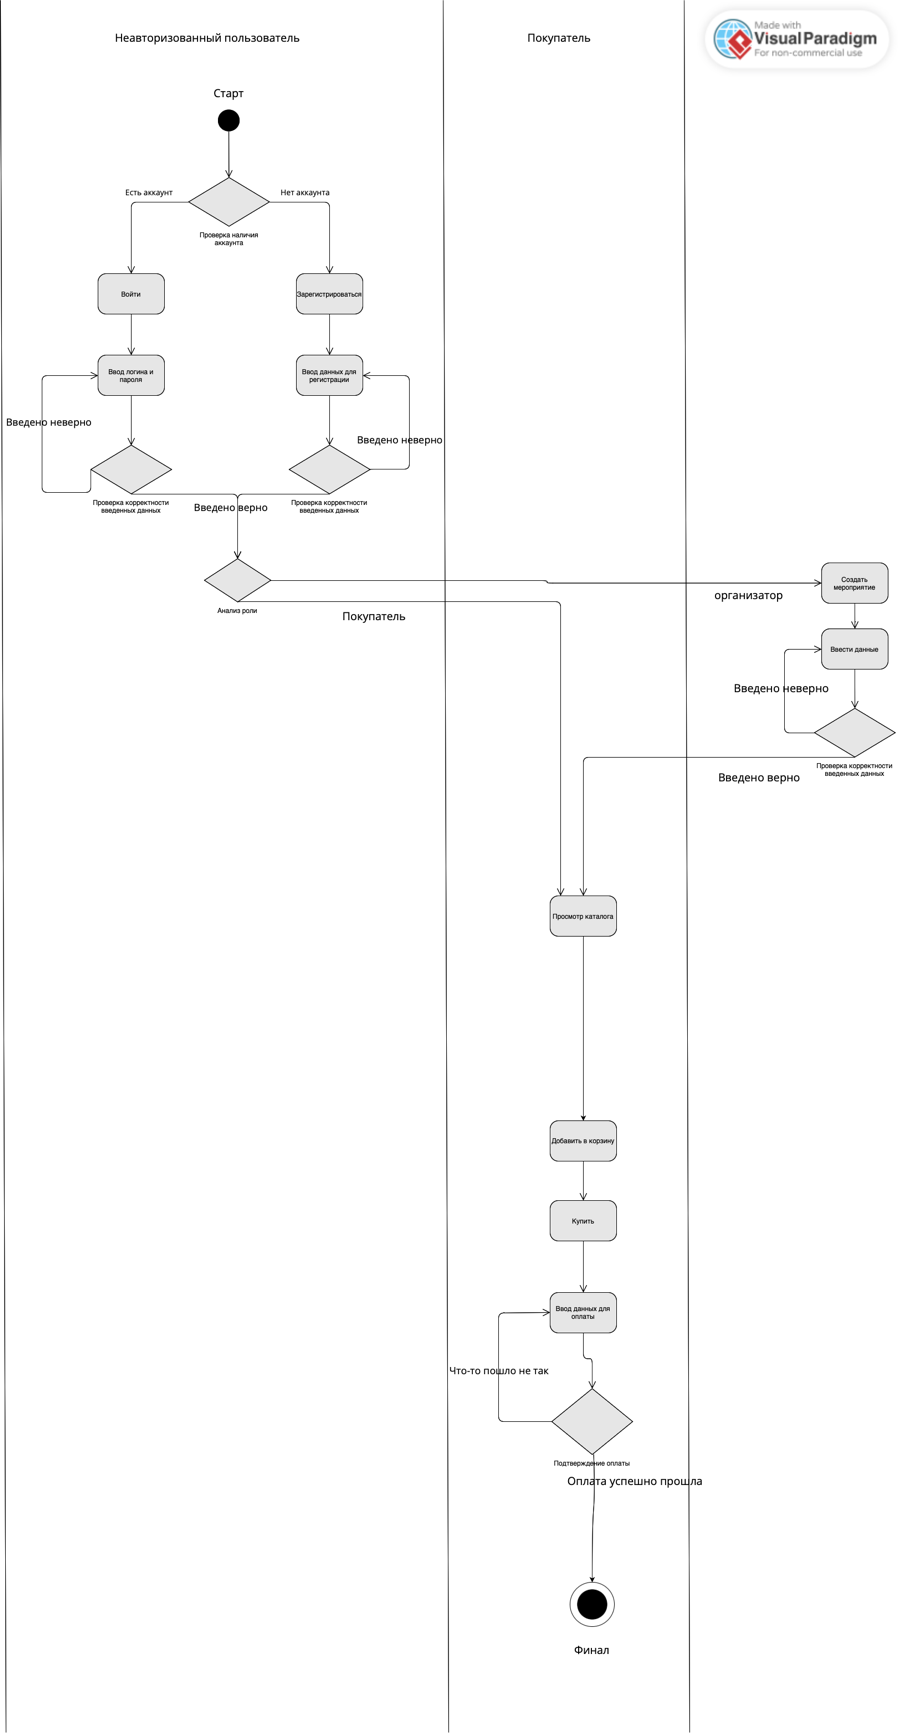 Неавторизованный пользователь
Покупатель
Made with
Visual Paradigm
For non-commercial use
Старт
Есть аккаунт
Нет аккаунта
Проверка наличия
аккаунта
Войти
Зарегистрироваться
Ввод логина и
пароля
Ввод данных для
регистрации
Введено неверно
Введено неверно
Проверка корректности
введенных данных
Введено верно
Проверка корректности
введенных данных
Анализ роли
Покупатель
организатор
Создать
мероприятие
Ввести данные
Введено неверно
Проверка корректности
введенных данных
Введено верно
Просмотр каталога
Добавить в корзину
Купить
Ввод данных для
оплаты
Что-то пошло не так
Подтверждение оплаты
Оплата успешно прошла
Финал